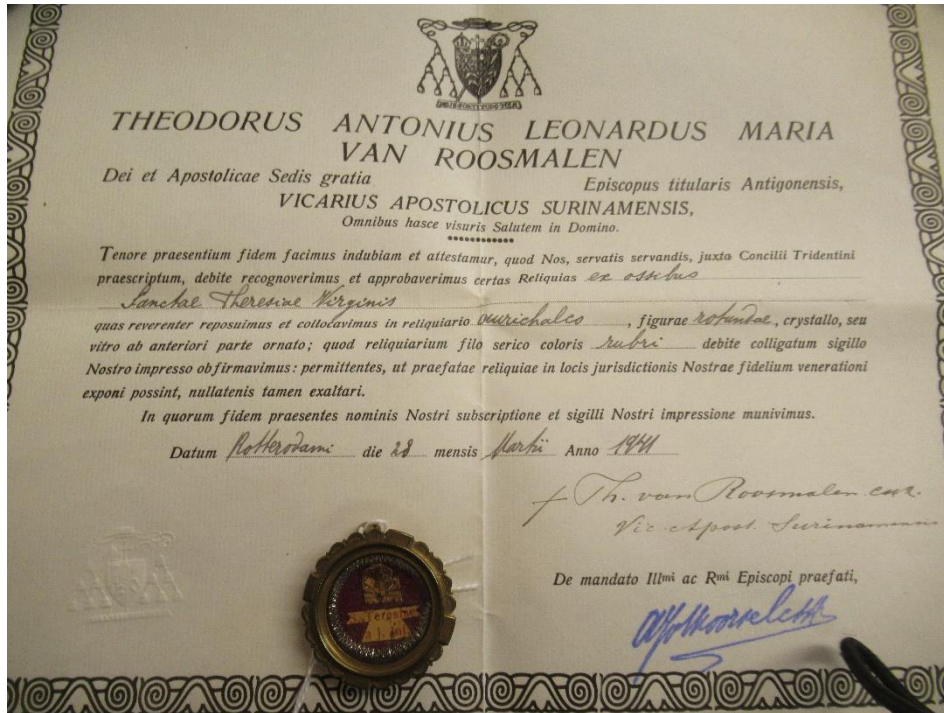 THEODORUS ANTONIUS LEONARDUS MARIA
VAN ROOSMALEN
Dei et Apostolicae Sedis gratia Episcopus titularis Antigonensis,
VICARIUS APOSTOLICUS SURINAMENSIS,
Omnibus hasce visuris Salutem in Domino.
Tenore praesentium fidem facimus indubiam et attestamur, quod Nos, servatis servandis, juxta Concilii Tridentini
praescriptum, debite recognoverimus et approbaverimus certas Reliquias ex ossibus
Sanctae Theresiae Virginis
quas reverenter reposuimus et collocavimus in reliquiario aurichalco, figurae rotundae, crystallo, seu
vitro ab anteriori parte ornato; quod reliquiarium filo serico coloris rubri debite colligatum sigillo
Nostro impresso obfirmavimus: permittentes, ut praefatae reliquiae in locis jurisdictionis Nostrae fidelium venerationi
exponi possint, nullatenis tamen exaltari.
In quorum fidem praesentes nominis Nostri subscriptione et sigilli Nostri impressione munivimus.
Datum Rotterodami die 28 mensis Martii Anno 1941
Th. van Roosmalen
Vic. Apost. Surinamensis
De mandato Illmi ac Rmi Episcopi praefati,